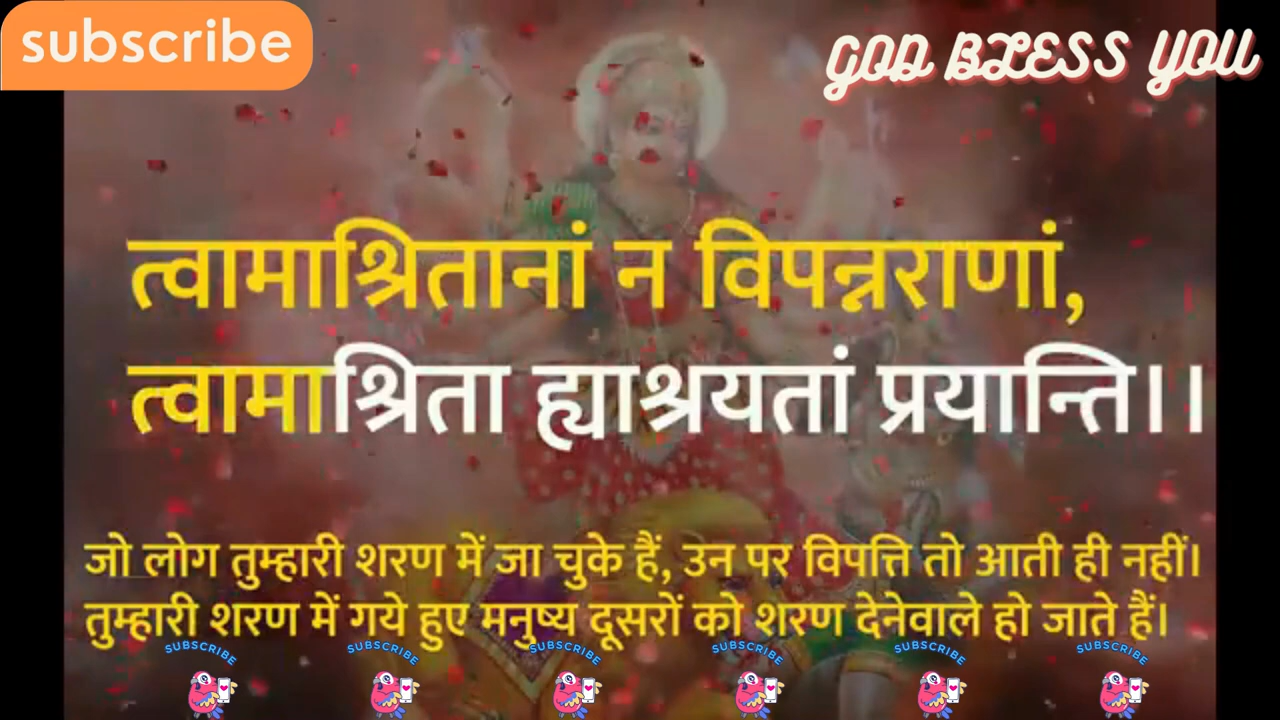 subscribe
GOD BLESS YOU
त्वामाश्रितानां न विपन्नराणां,
त्वामाश्रिता ह्याश्रयतां प्रयान्ति।।
जो लोग तुम्हारी शरण में जा चुके हैं, उन पर विपत्ति तो आती ही नहीं।
तुम्हारी शरण में गये हुए मनुष्य दूसरों को शरण देनेवाले हो जाते हैं।
SUBSCRIBE SUBSCRIBE SUBSCRIBE SUBSCRIBE SUBSCRIBE SUBSCRIBE